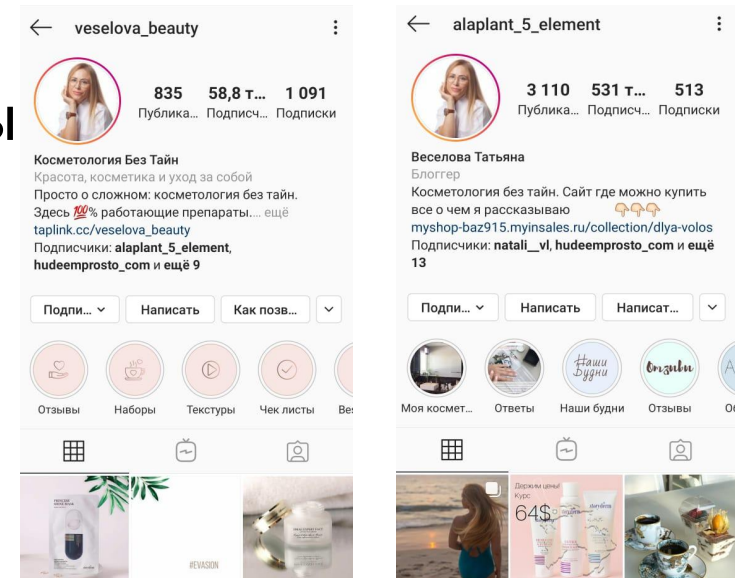 ы
veselova_beauty
835 58,8 т... 1 091
Публика... Подписч... Подписки
Косметология Без Тайн
Красота, косметика и уход за собой
Просто о сложном: косметология без тайн.
Здесь 💯% работающие препараты.... ещё
taplink.cc/veselova_beauty
Подписчики: alaplant_5_element,
hudeemprosto_com и ещё 9
Подпи... Написать Как позв...
Отзывы Наборы Текстуры Чек листы Be
#EVASION
alaplant_5_element
3 110 531 т... 513
Публика... Подписч... Подписки
Веселова Татьяна
Блоггер
Косметология без тайн. Сайт где можно купить
все о чем я рассказываю 👇🏻👇🏻👇🏻
myshop-baz915.myinsales.ru/collection/dlya-volos
Подписчики: natali__vl, hudeemprosto_com и ещё
13
Подпи... Написать Написат...
Наши
Будни
Отзывы
Моя космет... Ответы Наши будни Отзывы
Держим цены!
Курс
64$